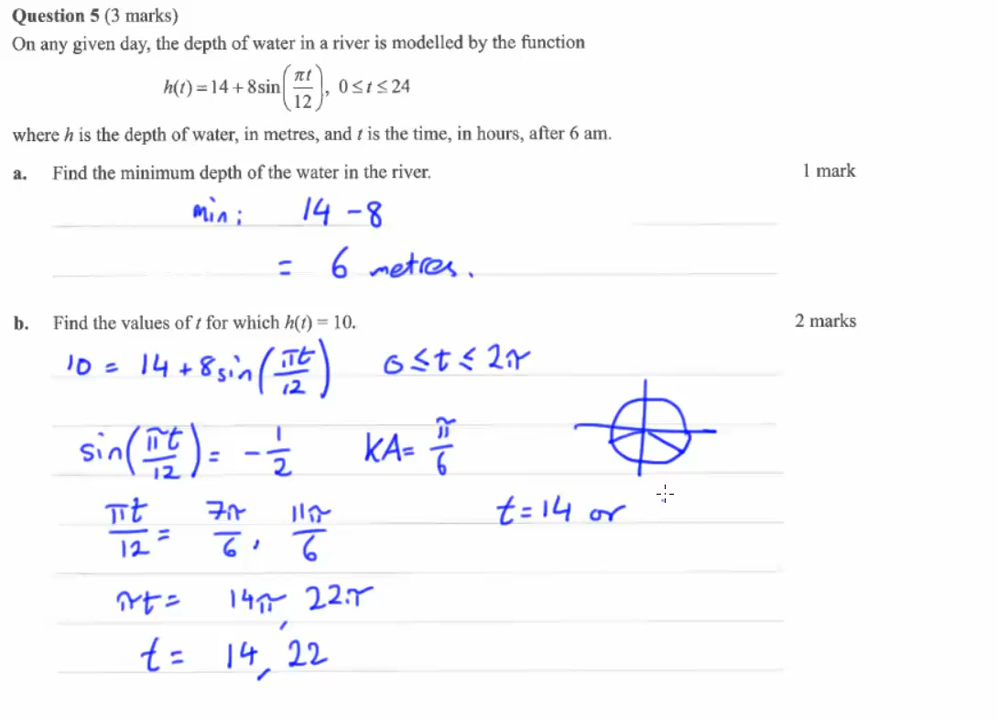 Question 5 (3 marks)
On any given day, the depth of water in a river is modelled by the function
h(t) = 14 + 8sin(πt/12), 0 ≤ t ≤ 24
where h is the depth of water, in metres, and t is the time, in hours, after 6 am.
a. Find the minimum depth of the water in the river. 1 mark
min: 14 - 8
= 6 metres.
b. Find the values of t for which h(t) = 10. 2 marks
10 = 14 + 8 sin(πt/12) 0 ≤ t ≤ 2π
sin(πt/12) = -1/2 KA = π/6
πt/12 = 7π/6, 11π/6 t = 14 or
πt = 14π, 22π
t = 14, 22